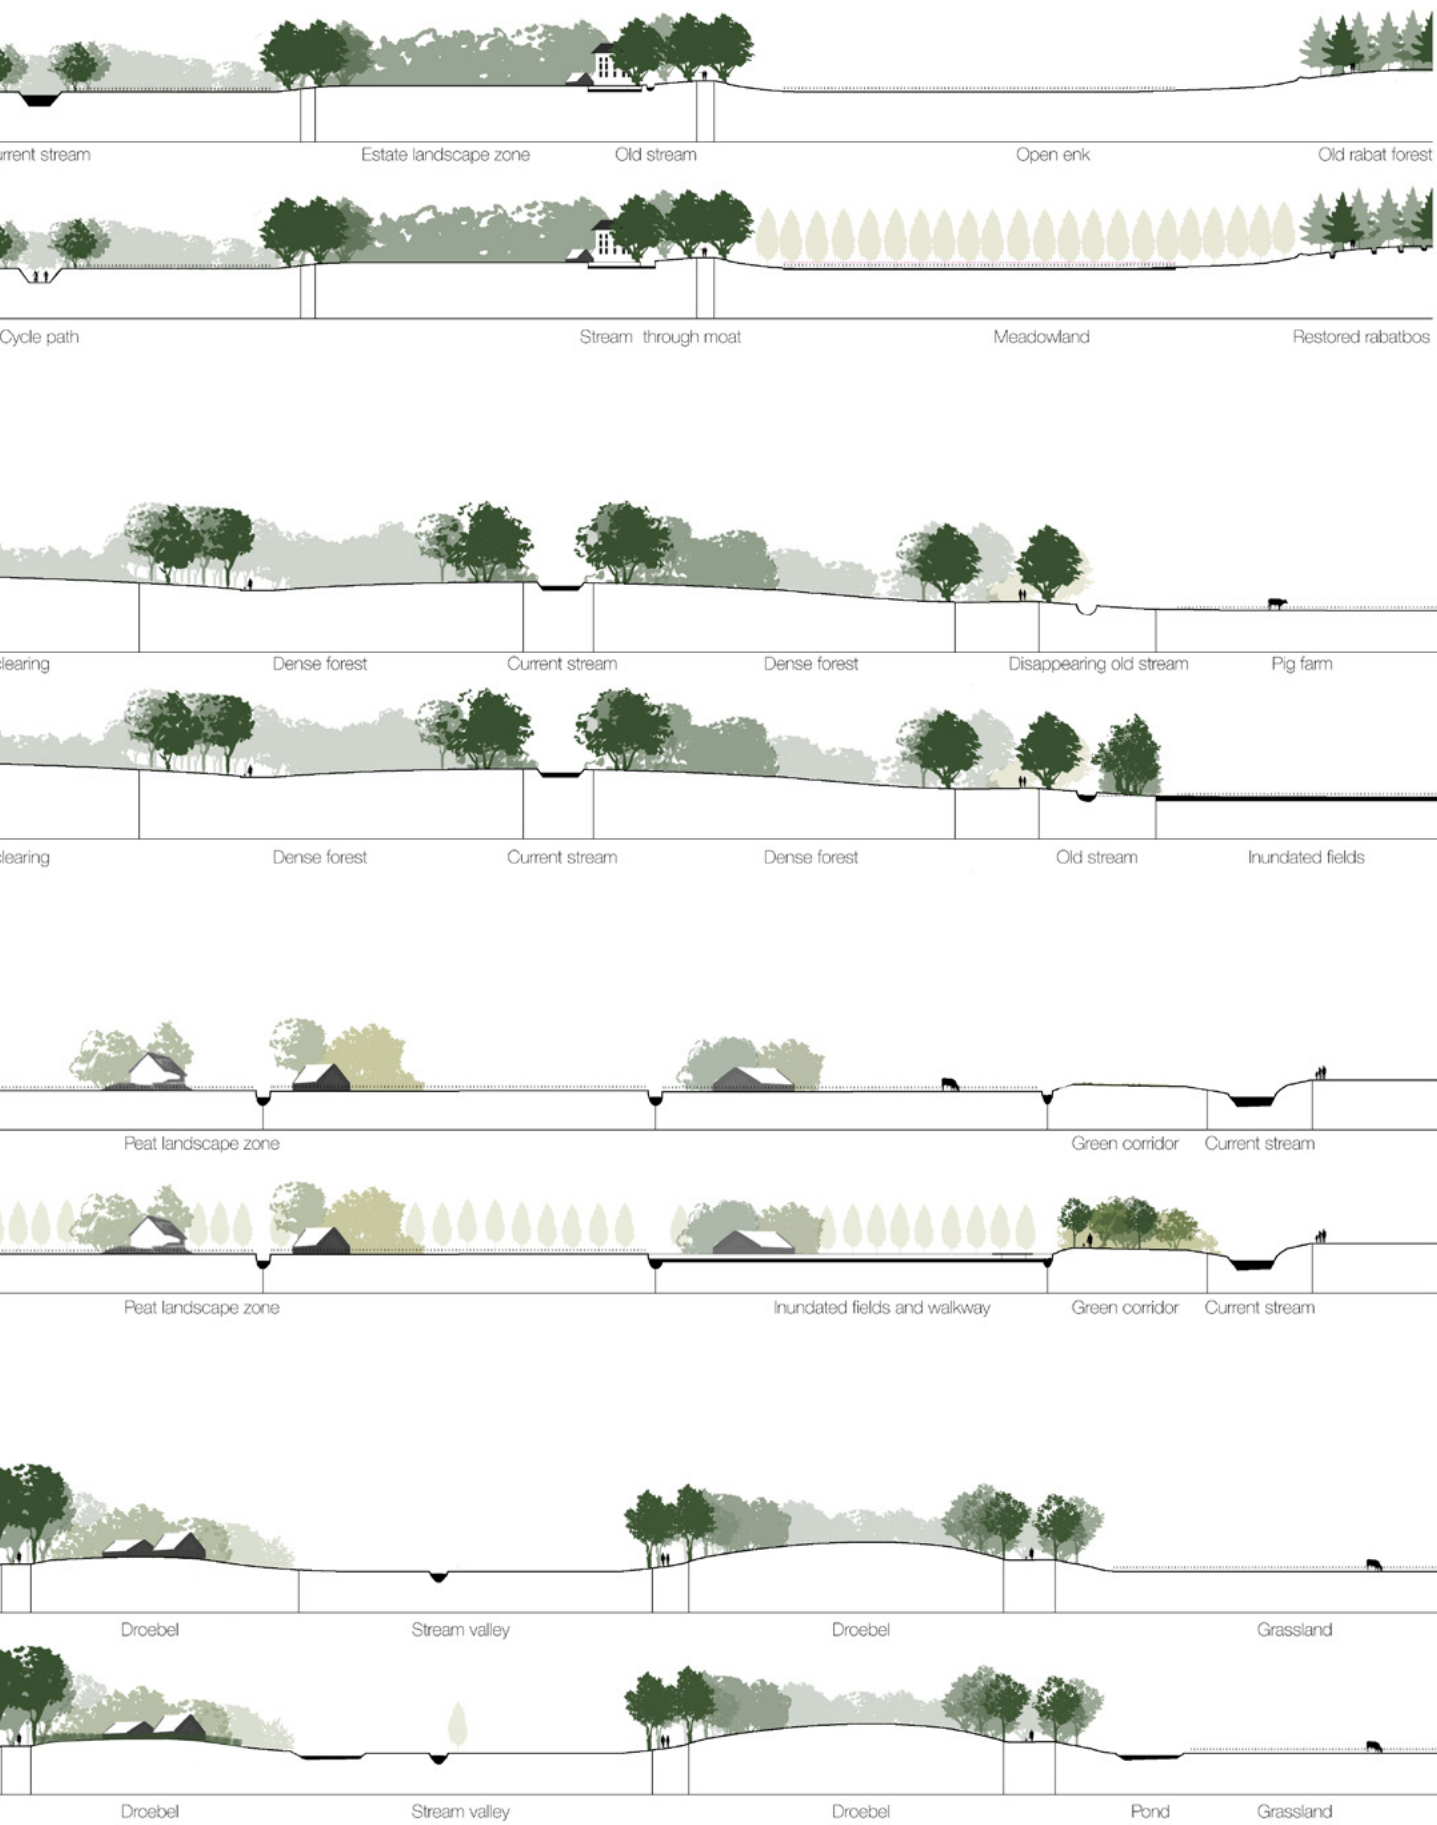 urrent stream Estate landscape zone Old stream Open enk Old rabat forest
Cycle path Stream through moat Meadowland Restored rabatbos
clearing Dense forest Current stream Dense forest Disappearing old stream Pig farm
clearing Dense forest Current stream Dense forest Old stream Inundated fields
Peat landscape zone Green corridor Current stream
Peat landscape zone Inundated fields and walkway Green corridor Current stream
Droebel Stream valley Droebel Grassland
Droebel Stream valley Droebel Pond Grassland